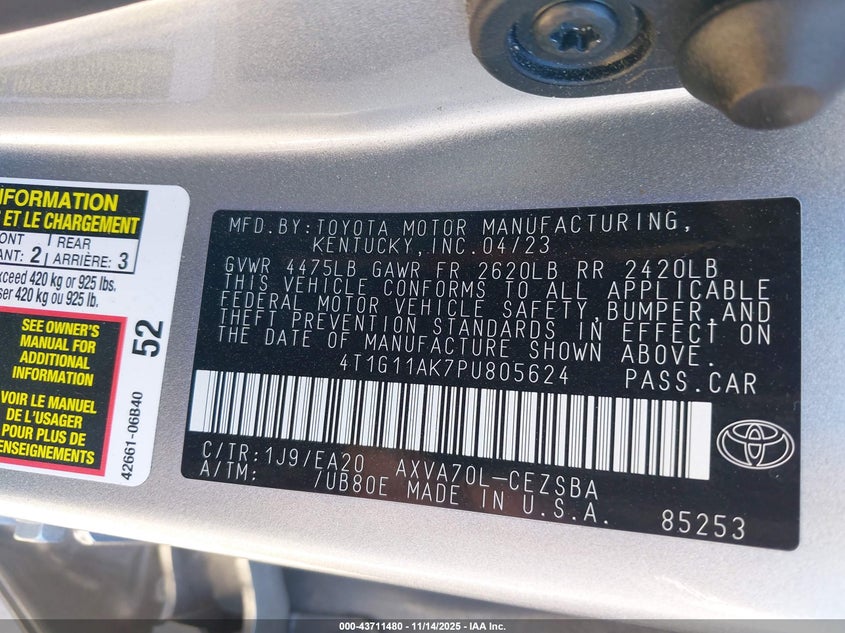 NFORMATION
ET LE CHARGEMENT
ONT 2 REAR 3
ANT: ARRIÈRE:
xceed 420 kg or 925 lbs.
ser 420 kg ou 925 lb.
SEE OWNER'S
MANUAL FOR
ADDITIONAL
INFORMATION
VOIR LE MANUEL
DE L'USAGER
POUR PLUS DE
ENSEIGNEMENTS
52
42661-06B40
MFD.BY:TOYOTA MOTOR MANUFACTURING,
KENTUCKY,INC.04/23
GVWR 4475LB GAWR FR 2620LB RR 2420LB
THIS VEHICLE CONFORMS TO ALL APPLICABLE
FEDERAL MOTOR VEHICLE SAFETY,BUMPER,AND
THEFT PREVENTION STANDARDS IN EFFECT ON
THE DATE OF MANUFACTURE SHOWN ABOVE.
4T1G11AK7PU805624 PASS.CAR
C/TR:1J9/EA20 AXVA70L-CEZSBA
A/TM: /UB80E MADE IN U.S.A.
85253
000-43711480 - 11/14/2025 - IAA Inc.